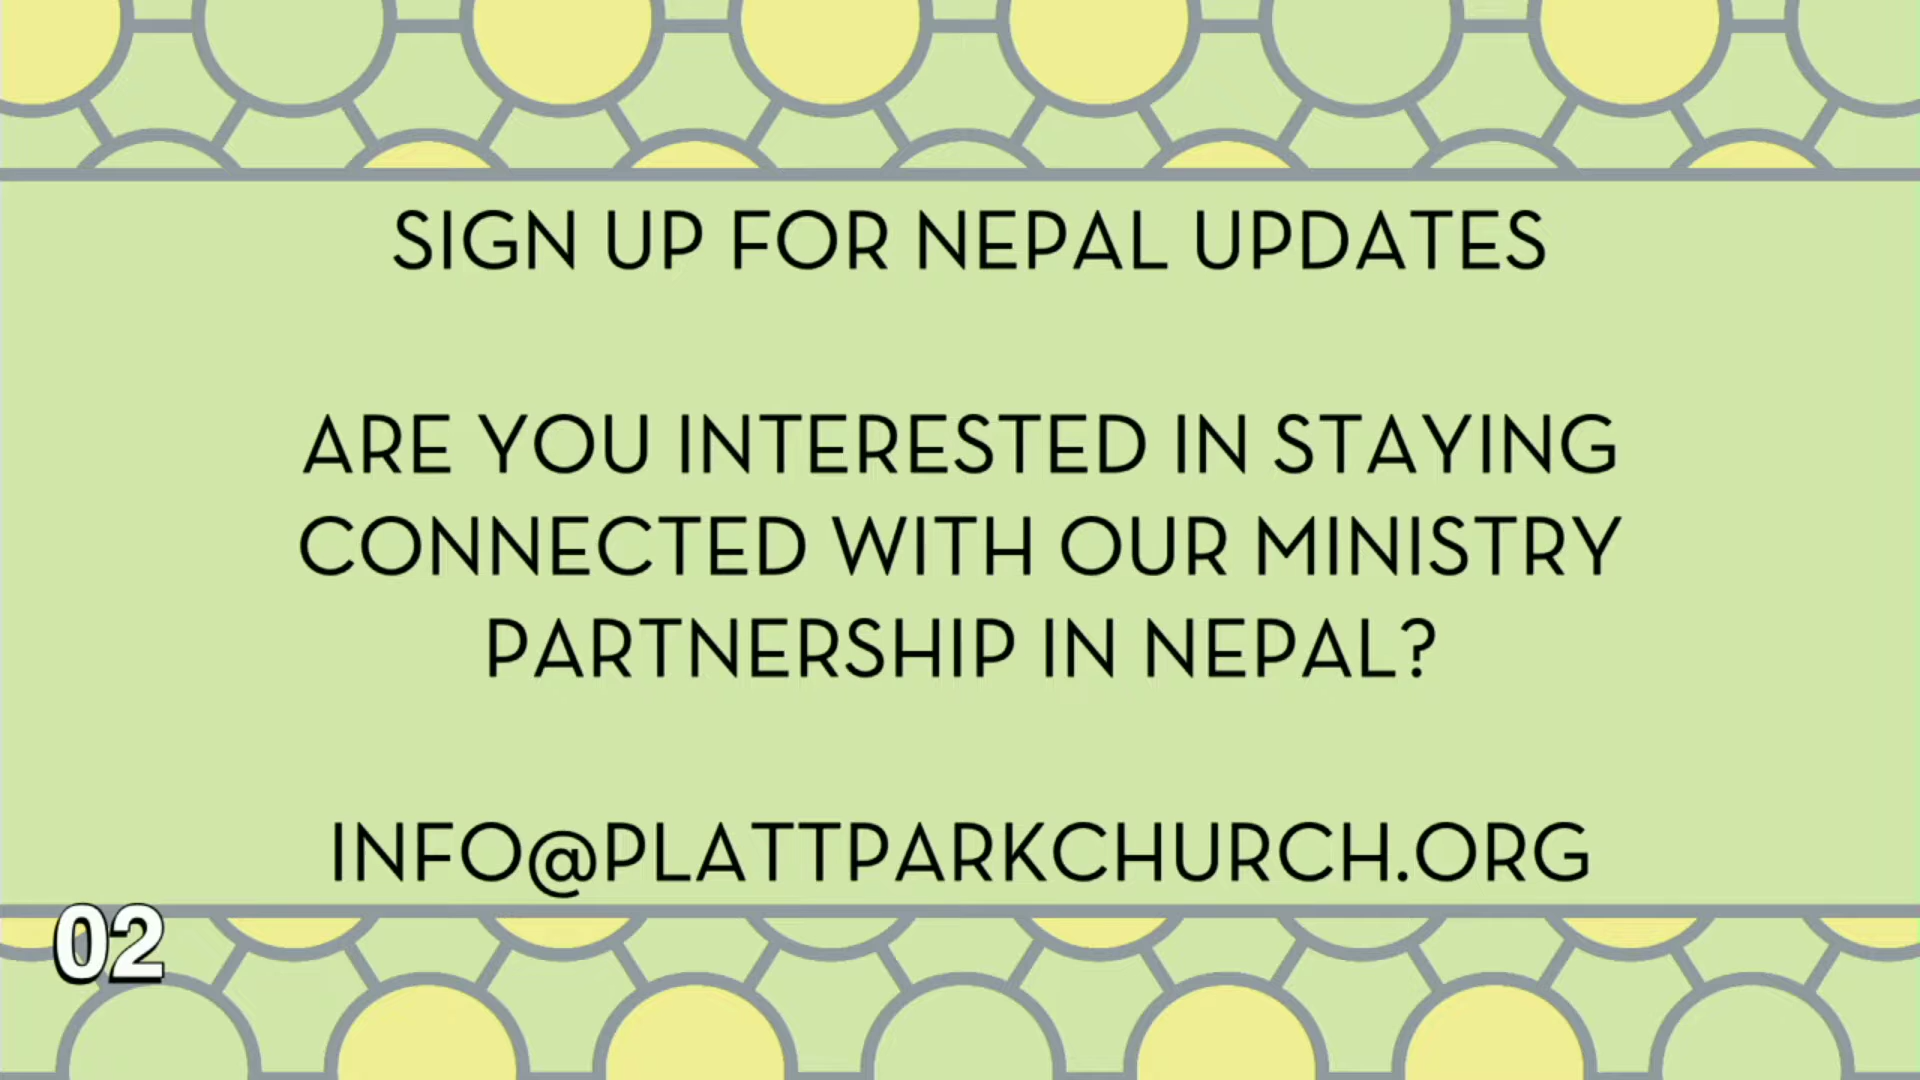 SIGN UP FOR NEPAL UPDATES
ARE YOU INTERESTED IN STAYING
CONNECTED WITH OUR MINISTRY
PARTNERSHIP IN NEPAL?
INFO@PLATTPARKCHURCH.ORG
02